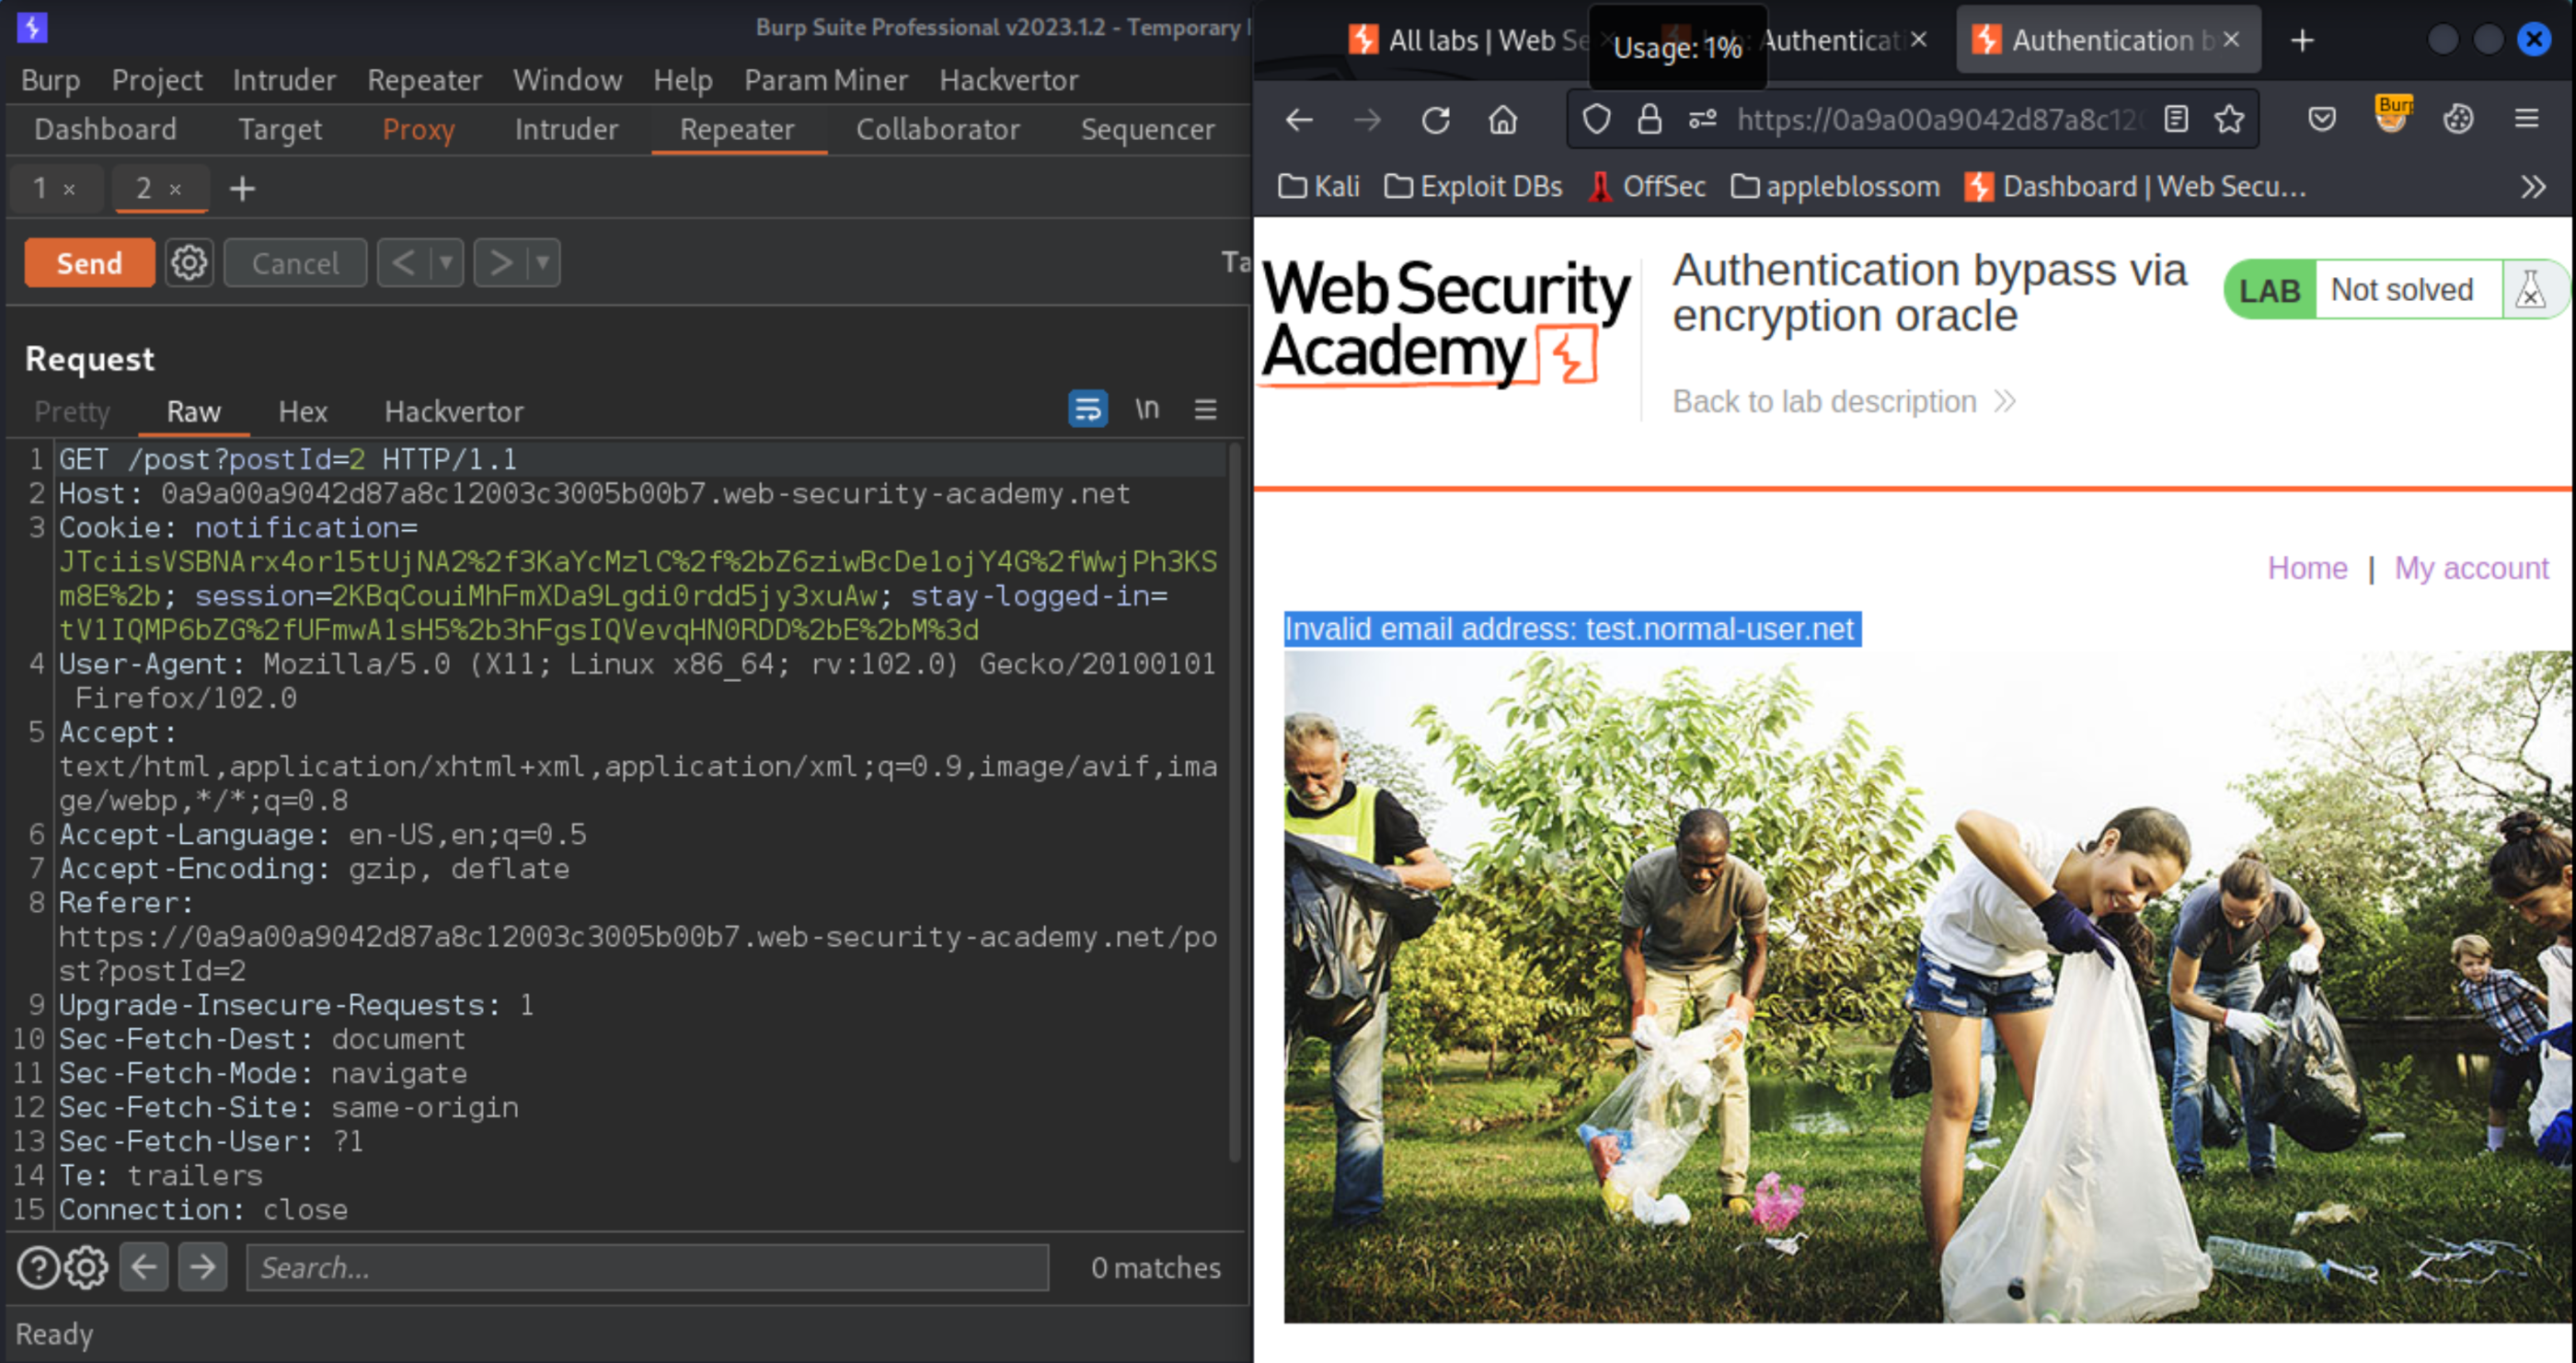 Burp Suite Professional v2023.1.2 - Temporary
Burp Project Intruder Repeater Window Help Param Miner Hackvertor
Dashboard Target Proxy Intruder Repeater Collaborator Sequencer
1 × 2 × +
Send Cancel < ▾ > ▾ Ta
Request
Pretty Raw Hex Hackvertor \n
1 GET /post?postId=2 HTTP/1.1
2 Host: 0a9a00a9042d87a8c12003c3005b00b7.web-security-academy.net
3 Cookie: notification=
JTciisVSBNArx4or15tUjNA2%2f3KaYcMzlC%2f%2bZ6ziwBcDe1ojY4G%2fWwjPh3KS
m8E%2b; session=2KBqCouiMhFmXDa9Lgdi0rdd5jy3xuAw; stay-logged-in=
tV1IQMP6bZG%2fUFmwA1sH5%2b3hFgsIQVevqHN0RDD%2bE%2bM%3d
4 User-Agent: Mozilla/5.0 (X11; Linux x86_64; rv:102.0) Gecko/20100101
Firefox/102.0
5 Accept:
text/html,application/xhtml+xml,application/xml;q=0.9,image/avif,ima
ge/webp,*/*;q=0.8
6 Accept-Language: en-US,en;q=0.5
7 Accept-Encoding: gzip, deflate
8 Referer:
https://0a9a00a9042d87a8c12003c3005b00b7.web-security-academy.net/po
st?postId=2
9 Upgrade-Insecure-Requests: 1
10 Sec-Fetch-Dest: document
11 Sec-Fetch-Mode: navigate
12 Sec-Fetch-Site: same-origin
13 Sec-Fetch-User: ?1
14 Te: trailers
15 Connection: close
Search... 0 matches
Ready
All labs | Web Se Usage: 1% Authenticati × Authentication b × +
https://0a9a00a9042d87a8c120
Burp
Kali Exploit DBs OffSec appleblossom Dashboard | Web Secu...
Web Security
Academy
Authentication bypass via
encryption oracle
LAB Not solved
Back to lab description
Home | My account
Invalid email address: test.normal-user.net